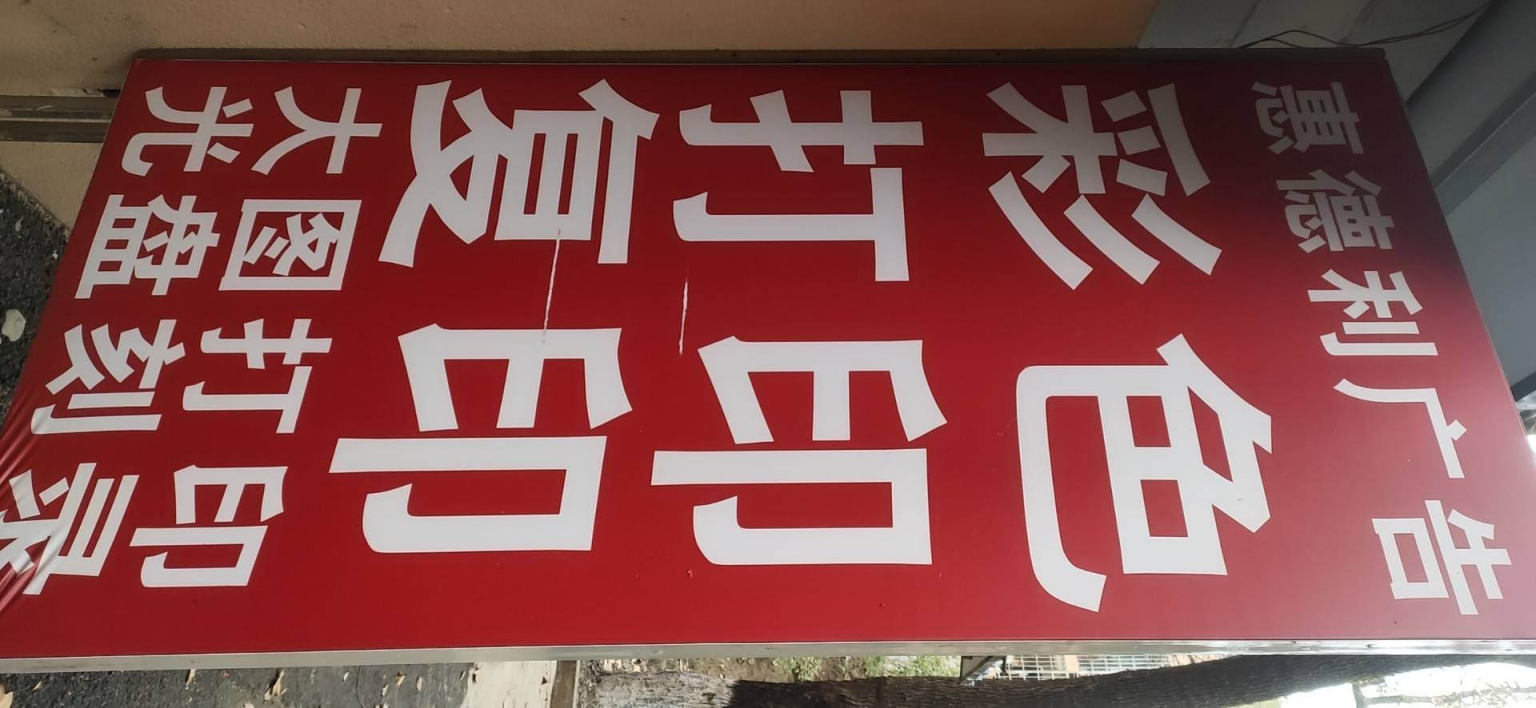 惠德利广告
彩色
打印
复印
大图打印
光盘刻录